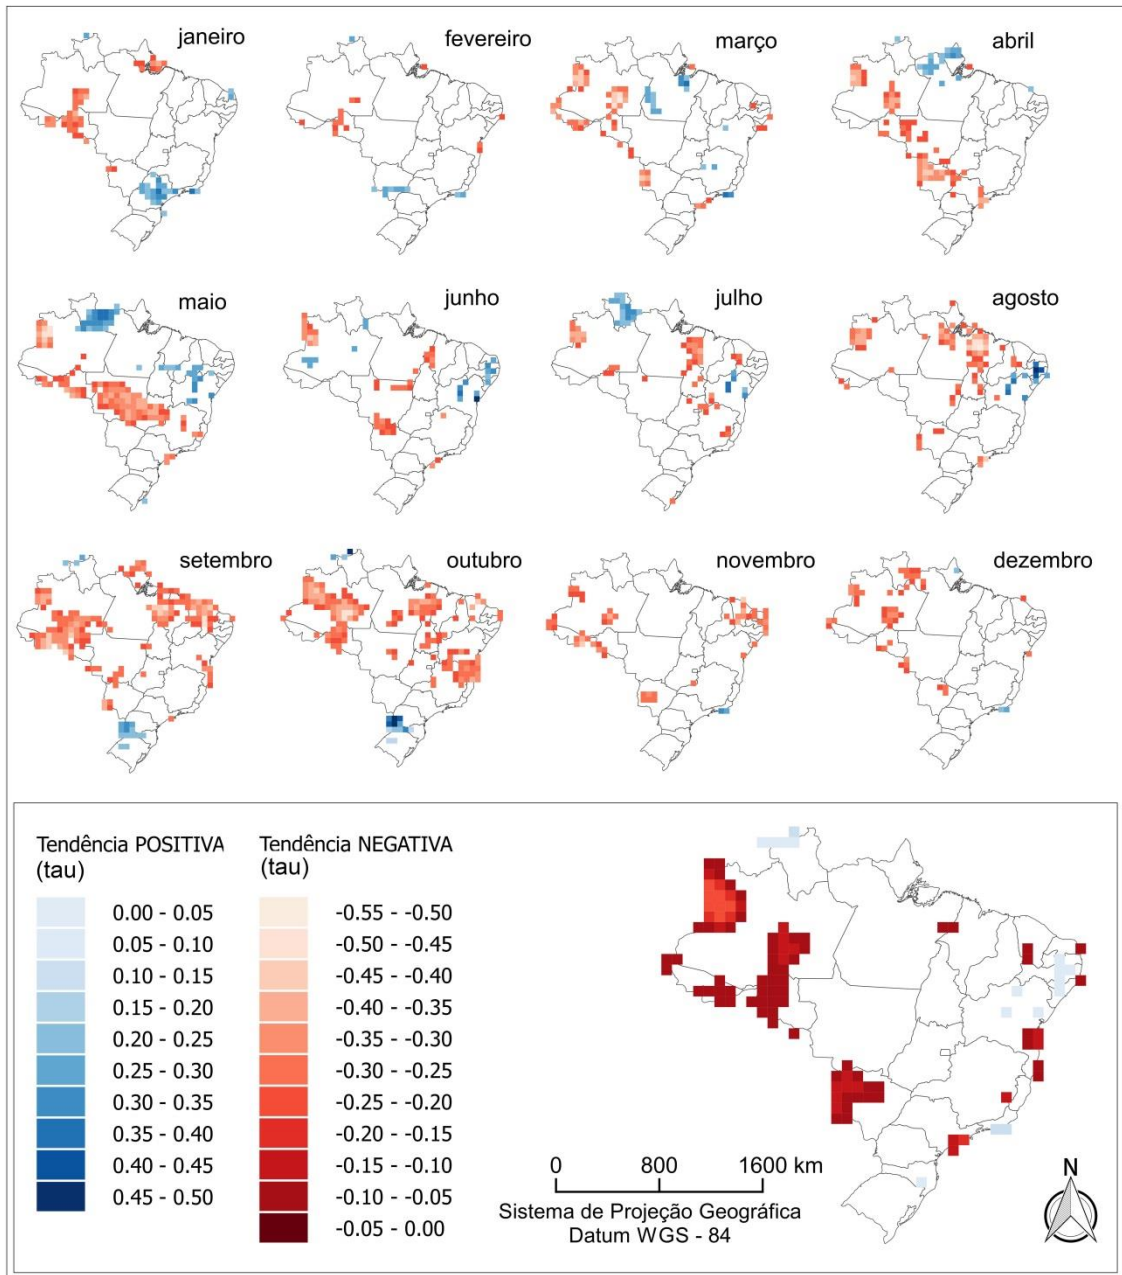 janeiro
fevereiro
março
abril
maio
junho
julho
agosto
setembro
outubro
novembro
dezembro
Tendência POSITIVA
(tau)
0.00 - 0.05
0.05 - 0.10
0.10 - 0.15
0.15 - 0.20
0.20 - 0.25
0.25 - 0.30
0.30 - 0.35
0.35 - 0.40
0.40 - 0.45
0.45 - 0.50
Tendência NEGATIVA
(tau)
-0.55 - -0.50
-0.50 - -0.45
-0.45 - -0.40
-0.40 - -0.35
-0.35 - -0.30
-0.30 - -0.25
-0.25 - -0.20
-0.20 - -0.15
-0.15 - -0.10
-0.10 - -0.05
-0.05 - 0.00
0 800 1600 km
Sistema de Projeção Geográfica
Datum WGS - 84
N